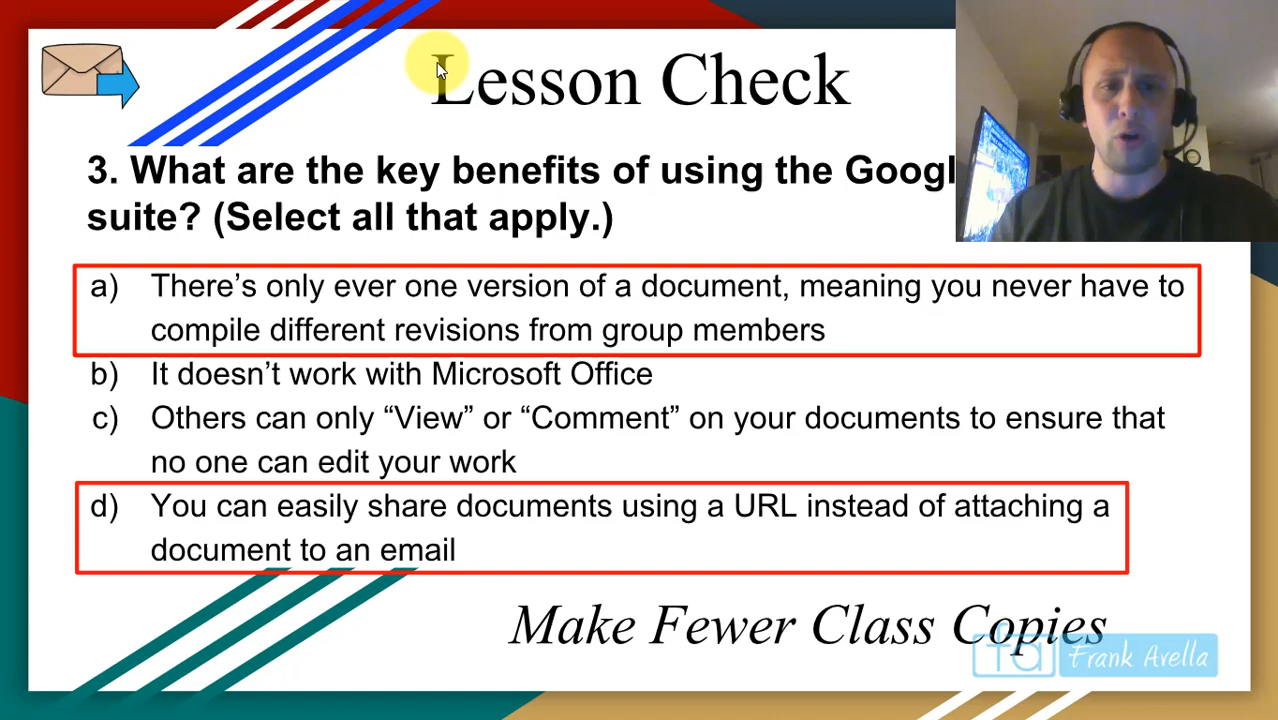 Lesson Check
3. What are the key benefits of using the Googl
suite? (Select all that apply.)
a) There’s only ever one version of a document, meaning you never have to
compile different revisions from group members
b) It doesn’t work with Microsoft Office
c) Others can only “View” or “Comment” on your documents to ensure that
no one can edit your work
d) You can easily share documents using a URL instead of attaching a
document to an email
Make Fewer Class Copies
fa Frank Avella